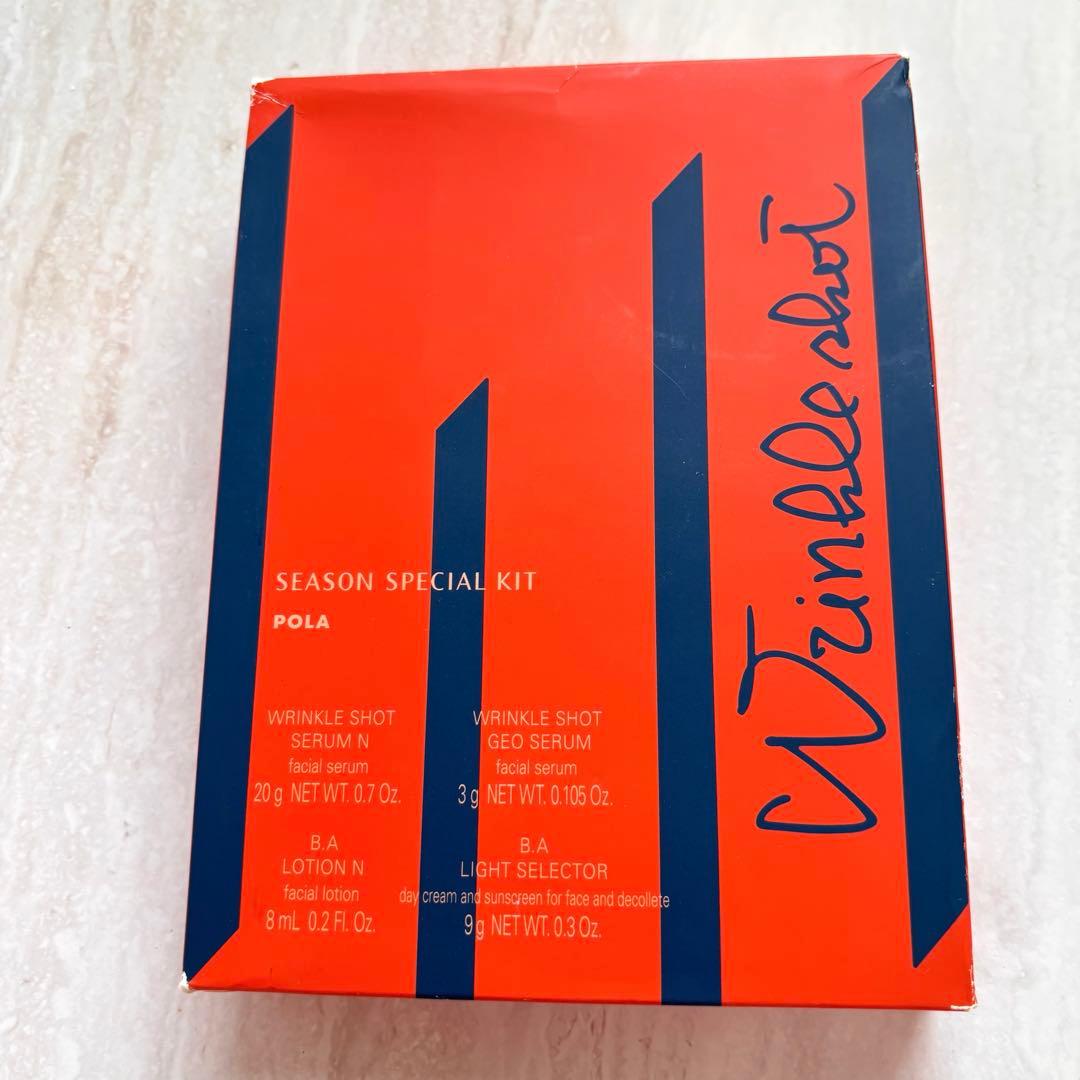 SEASON SPECIAL KIT
POLA
WRINKLE SHOT
SERUM N
facial serum
20 g NET WT. 0.7 Oz.
WRINKLE SHOT
GEO SERUM
facial serum
3 g NET WT. 0.105 Oz.
B.A
LOTION N
facial lotion
8 mL 0.2 Fl. Oz.
B.A
LIGHT SELECTOR
day cream and sunscreen for face and decollete
9 g NET WT. 0.3 Oz.
Wrinkle shot